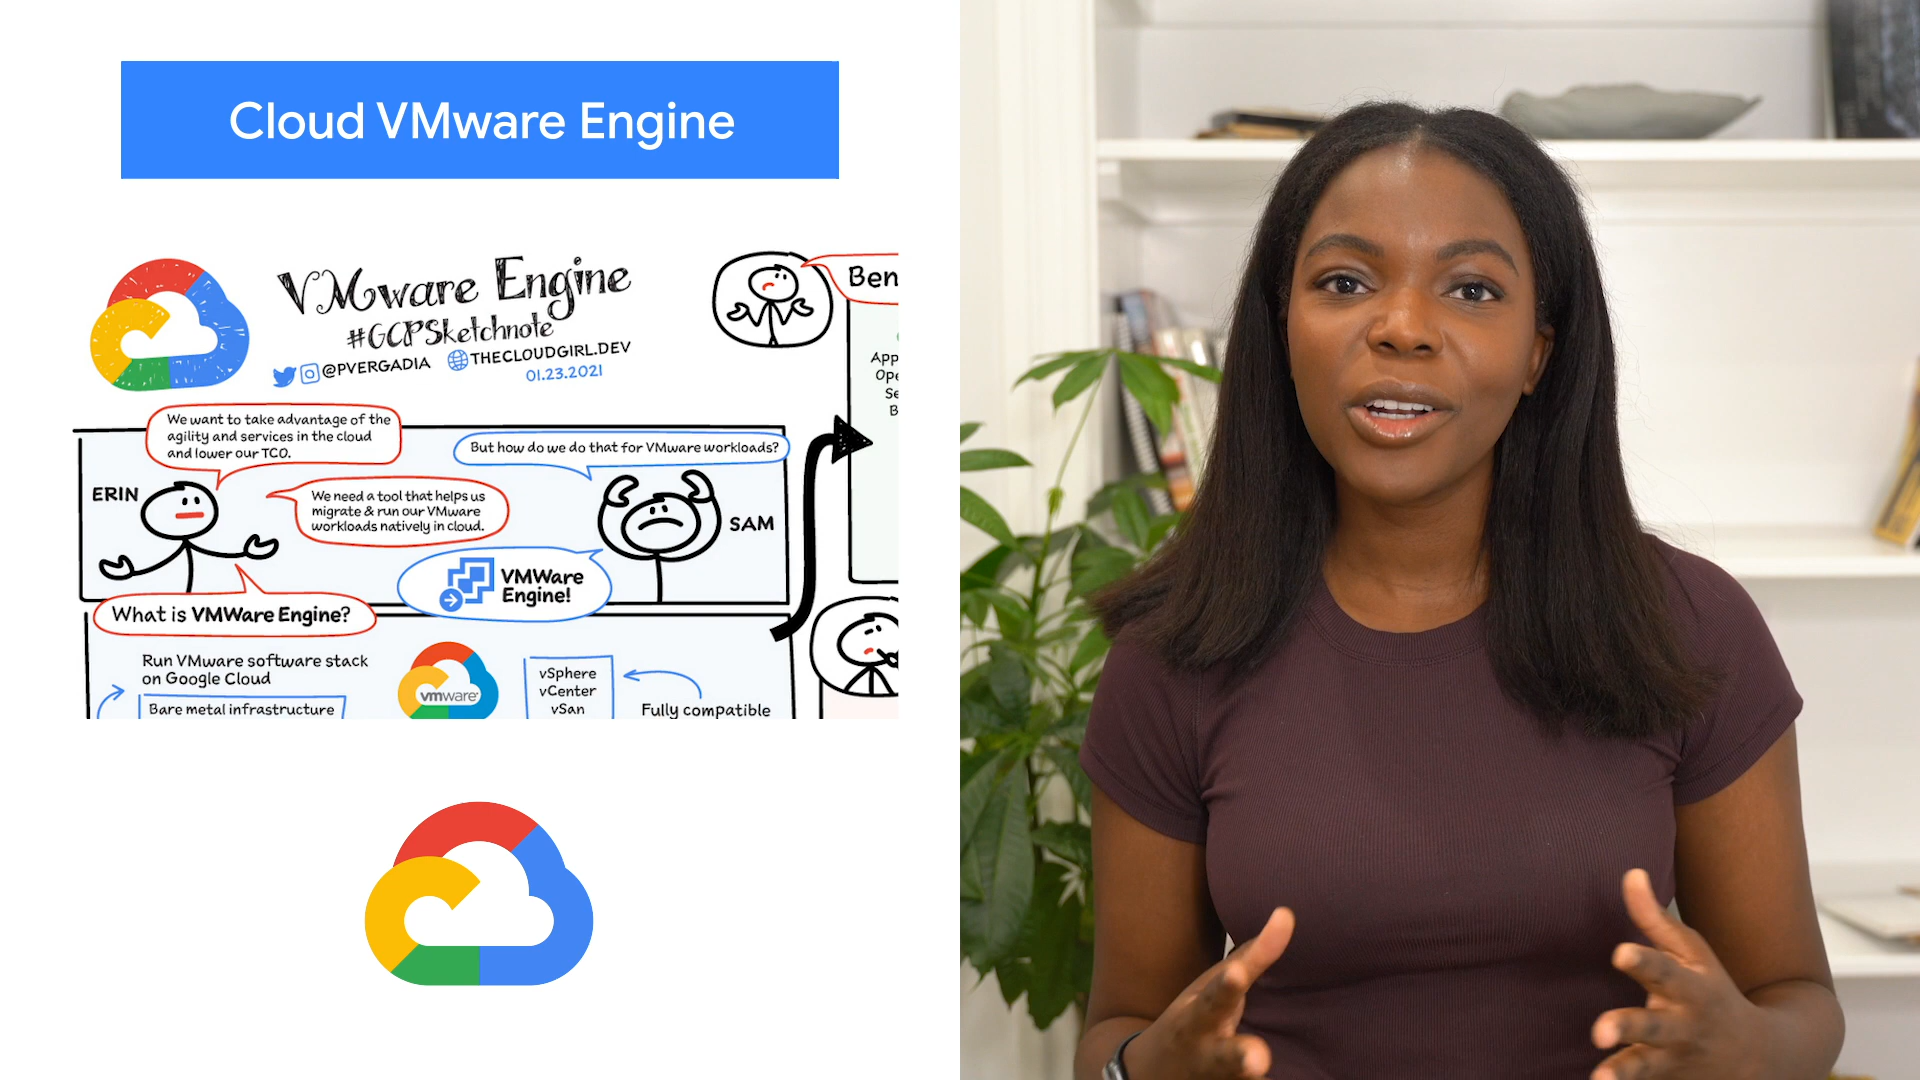 Cloud VMware Engine
VMware Engine
#GCPSketchnote
@PVERGADIA
THECLOUDGIRL.DEV
01.23.2021
Ben
App
Ope
Se
B
We want to take advantage of the
agility and services in the cloud
and lower our TCO.
But how do we do that for VMware workloads?
ERIN
We need a tool that helps us
migrate & run our VMware
workloads natively in cloud.
SAM
VMWare
Engine!
What is VMWare Engine?
Run VMware software stack
on Google Cloud
Bare metal infrastructure
vmware
vSphere
vCenter
vSan
Fully compatible